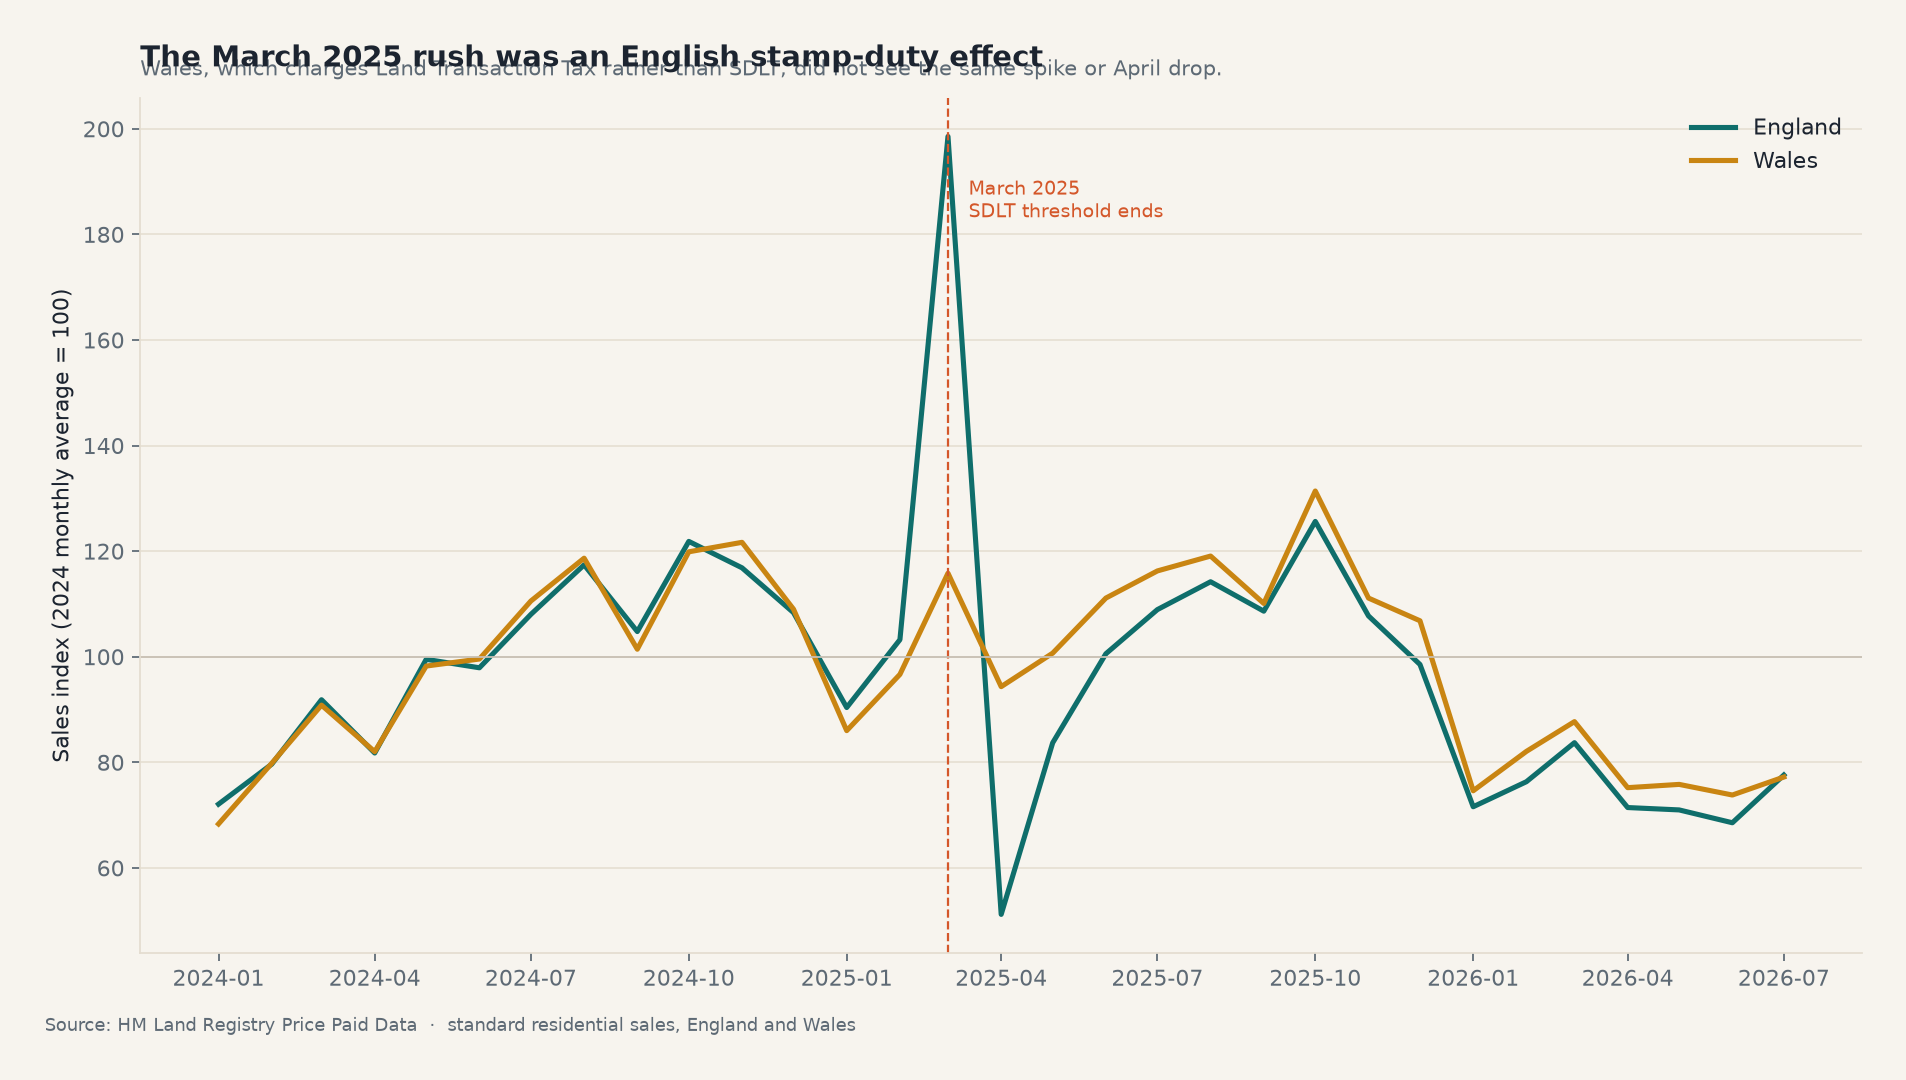 The March 2025 rush was an English stamp-duty effect
Wales, which charges Land Transaction Tax rather than SDLT, did not see the same spike or April drop.
Sales index (2024 monthly average = 100)
200
180
160
140
120
100
80
60
England
Wales
March 2025
SDLT threshold ends
2024-01
2024-04
2024-07
2024-10
2025-01
2025-04
2025-07
2025-10
2026-01
2026-04
2026-07
Source: HM Land Registry Price Paid Data · standard residential sales, England and Wales